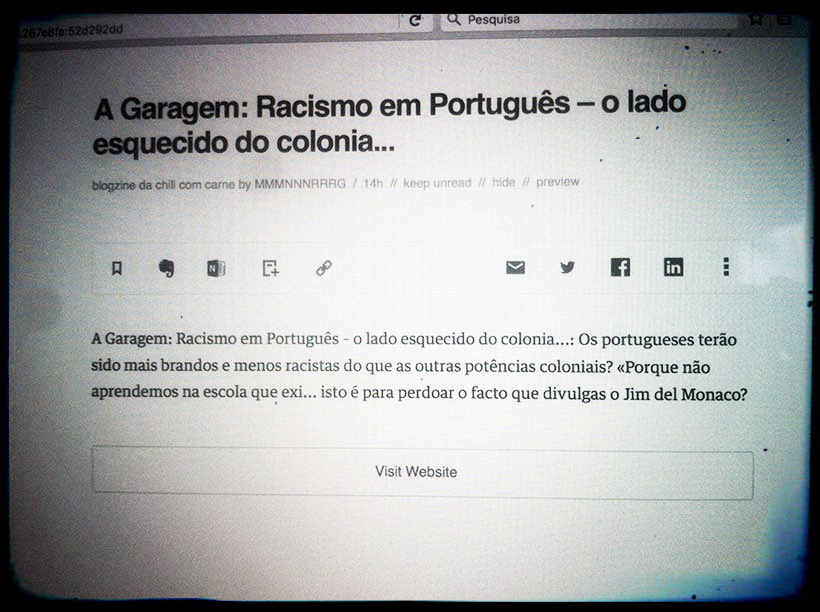 267e8fa:52d292dd
Pesquisa
A Garagem: Racismo em Português – o lado
esquecido do colonia...
blogzine da chili com carne by MMMNNNRRRG / 14h // keep unread // hide // preview
A Garagem: Racismo em Português - o lado esquecido do colonia...: Os portugueses terão
sido mais brandos e menos racistas do que as outras potências coloniais? «Porque não
aprendemos na escola que exi... isto é para perdoar o facto que divulgas o Jim del Monaco?
Visit Website